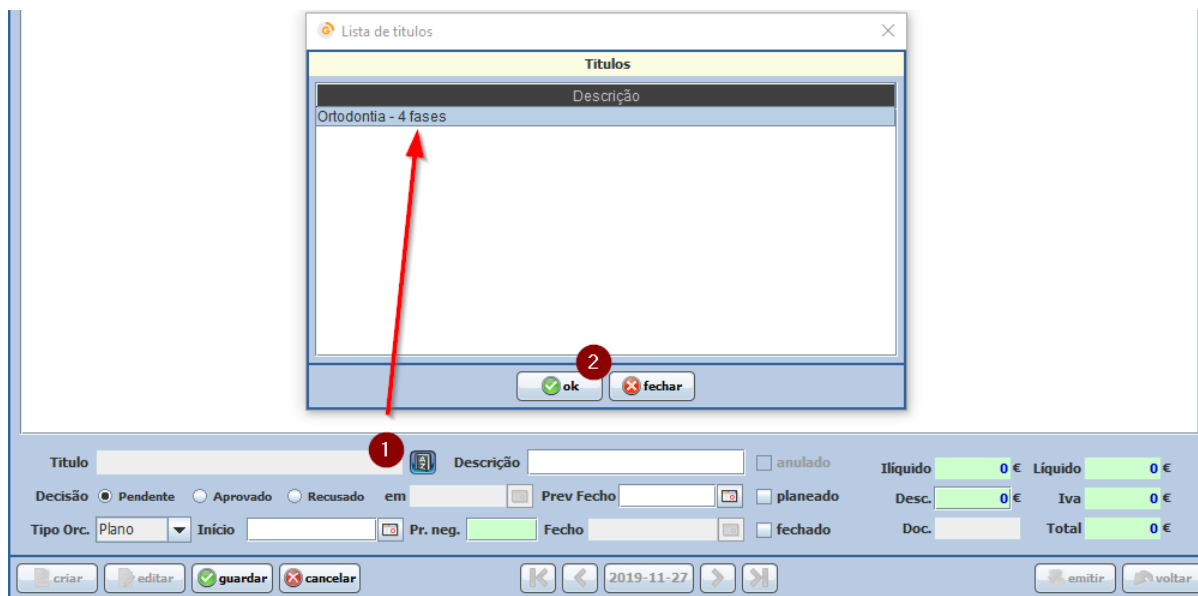 Lista de titulos
Titulos
Descrição
Ortodontia - 4 fases
2
ok fechar
1
Titulo Descrição anulado Ilíquido 0 € Líquido 0 €
Decisão Pendente Aprovado Recusado em Prev Fecho planeado Desc. 0 € Iva 0 €
Tipo Orc. Plano Início Pr. neg. Fecho fechado Doc. Total 0 €
criar editar guardar cancelar 2019-11-27 emitir voltar